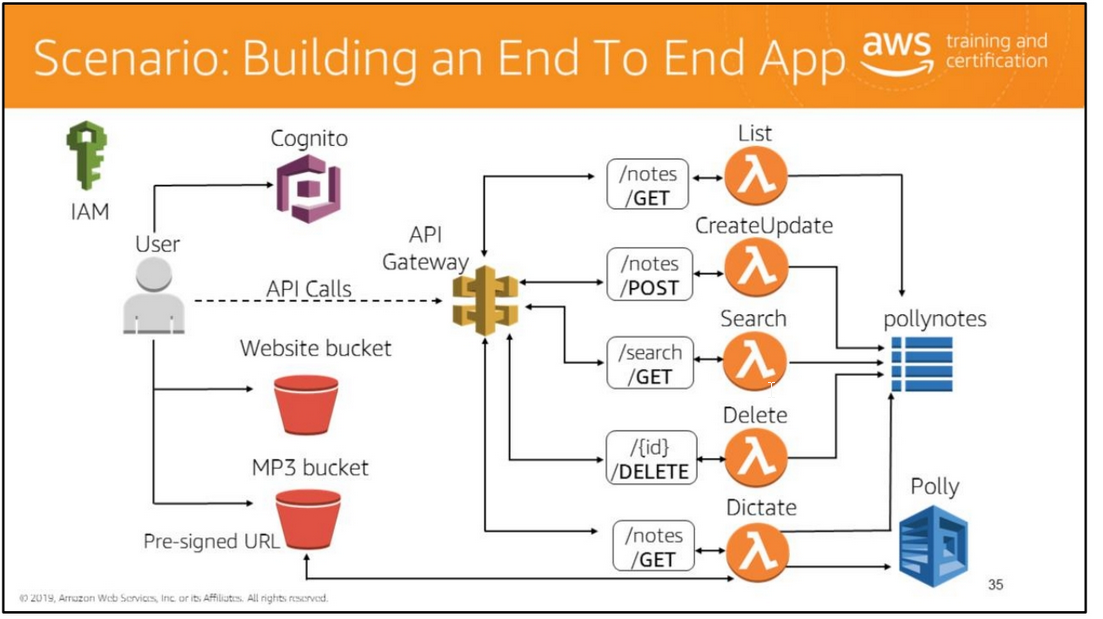 Scenario: Building an End To End App
aws training and
certification
IAM
Cognito
User
API
Gateway
API Calls
Website bucket
MP3 bucket
Pre-signed URL
List
/notes
/GET
CreateUpdate
/notes
/POST
Search
/search
/GET
Delete
/{id}
/DELETE
Dictate
/notes
/GET
pollynotes
Polly
35
© 2019, Amazon Web Services, Inc. or its Affiliates. All rights reserved.